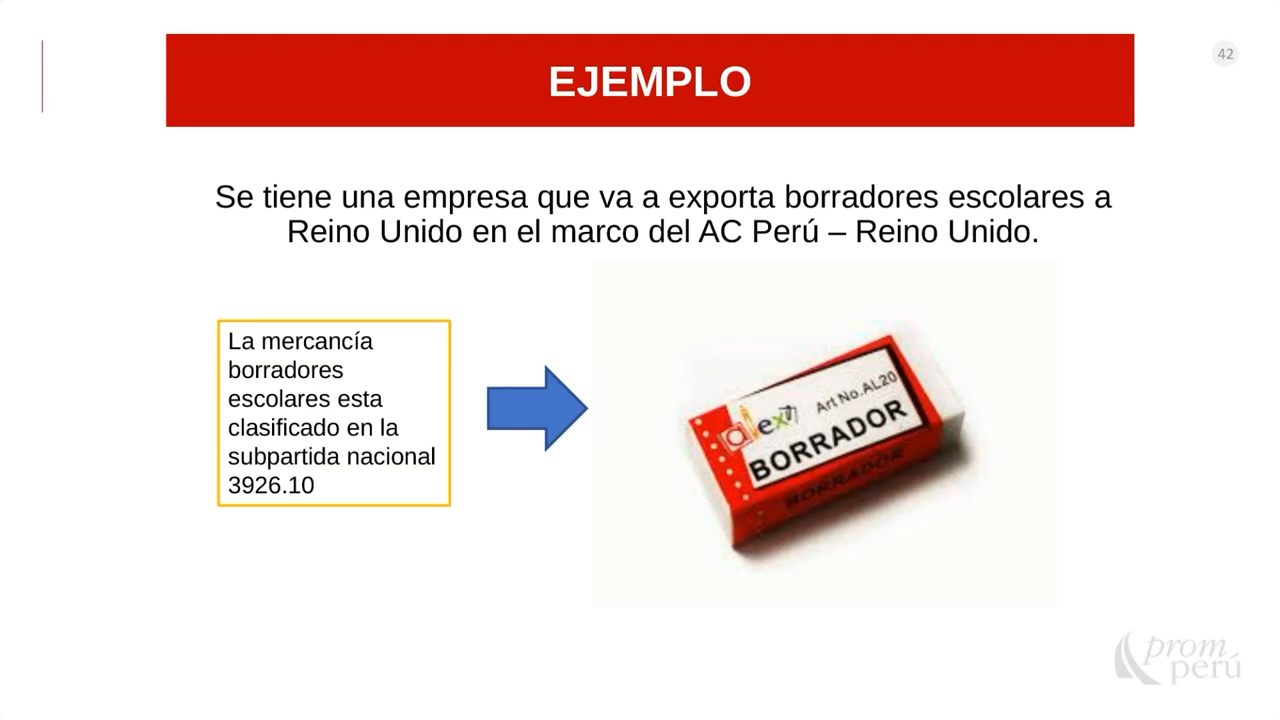 42
EJEMPLO
Se tiene una empresa que va a exporta borradores escolares a
Reino Unido en el marco del AC Perú – Reino Unido.
La mercancía
borradores
escolares esta
clasificado en la
subpartida nacional
3926.10
alex
Art No.AL20
BORRADOR
BORRADOR
prom
perú